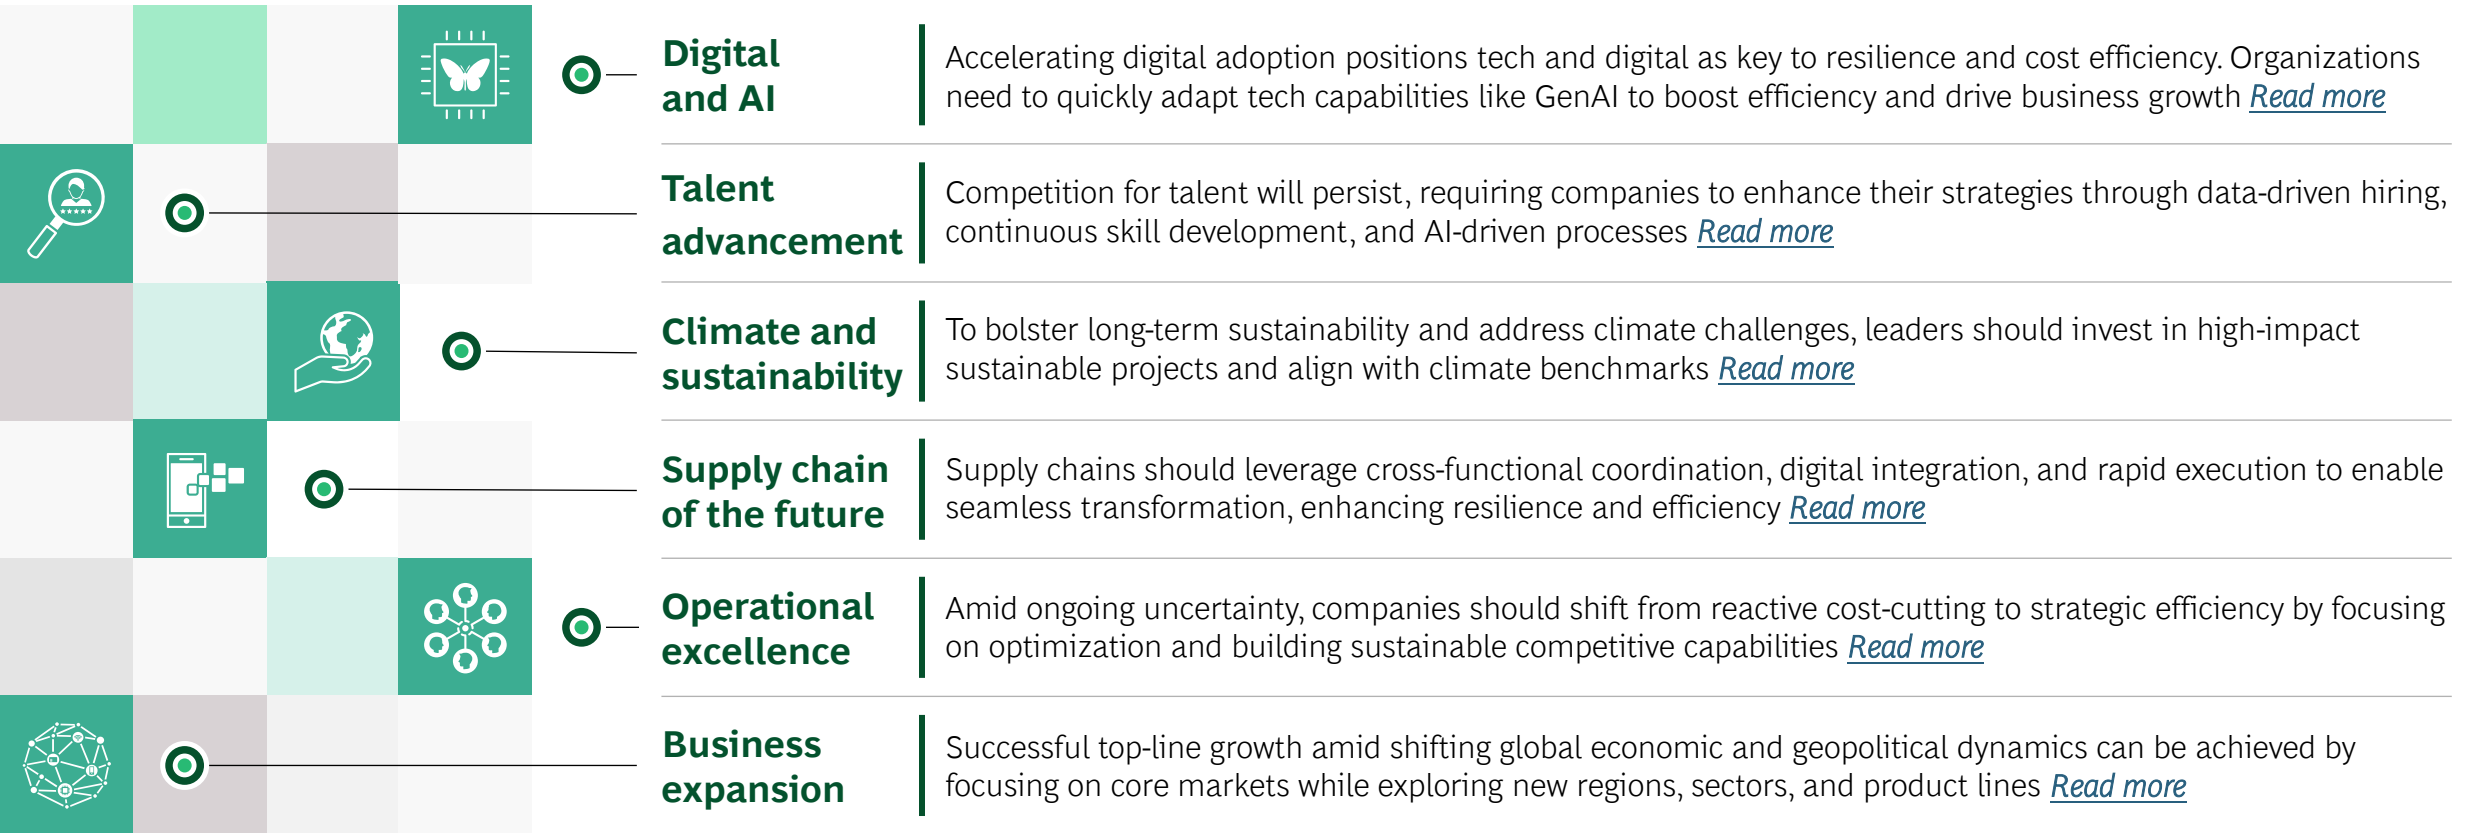 Digital
and AI
Accelerating digital adoption positions tech and digital as key to resilience and cost efficiency. Organizations
need to quickly adapt tech capabilities like GenAI to boost efficiency and drive business growth Read more
Talent
advancement
Competition for talent will persist, requiring companies to enhance their strategies through data-driven hiring,
continuous skill development, and AI-driven processes Read more
Climate and
sustainability
To bolster long-term sustainability and address climate challenges, leaders should invest in high-impact
sustainable projects and align with climate benchmarks Read more
Supply chain
of the future
Supply chains should leverage cross-functional coordination, digital integration, and rapid execution to enable
seamless transformation, enhancing resilience and efficiency Read more
Operational
excellence
Amid ongoing uncertainty, companies should shift from reactive cost-cutting to strategic efficiency by focusing
on optimization and building sustainable competitive capabilities Read more
Business
expansion
Successful top-line growth amid shifting global economic and geopolitical dynamics can be achieved by
focusing on core markets while exploring new regions, sectors, and product lines Read more